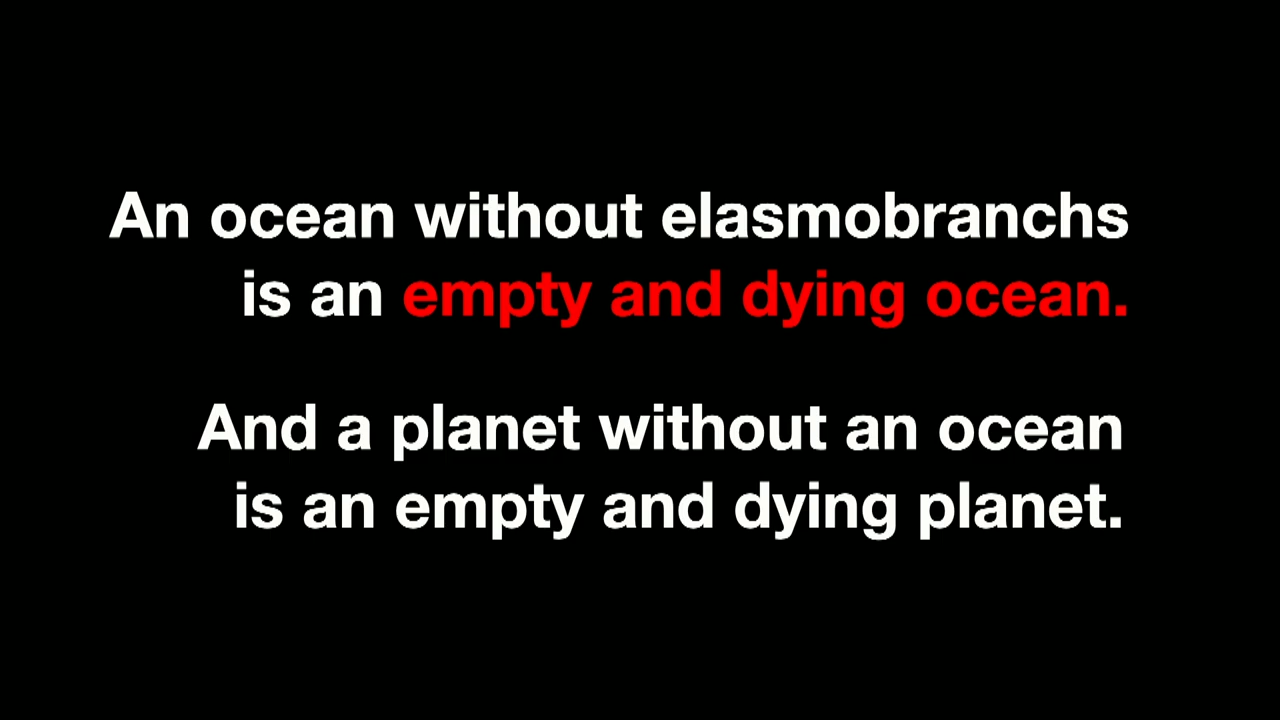 An ocean without elasmobranchs
is an empty and dying ocean.
And a planet without an ocean
is an empty and dying planet.